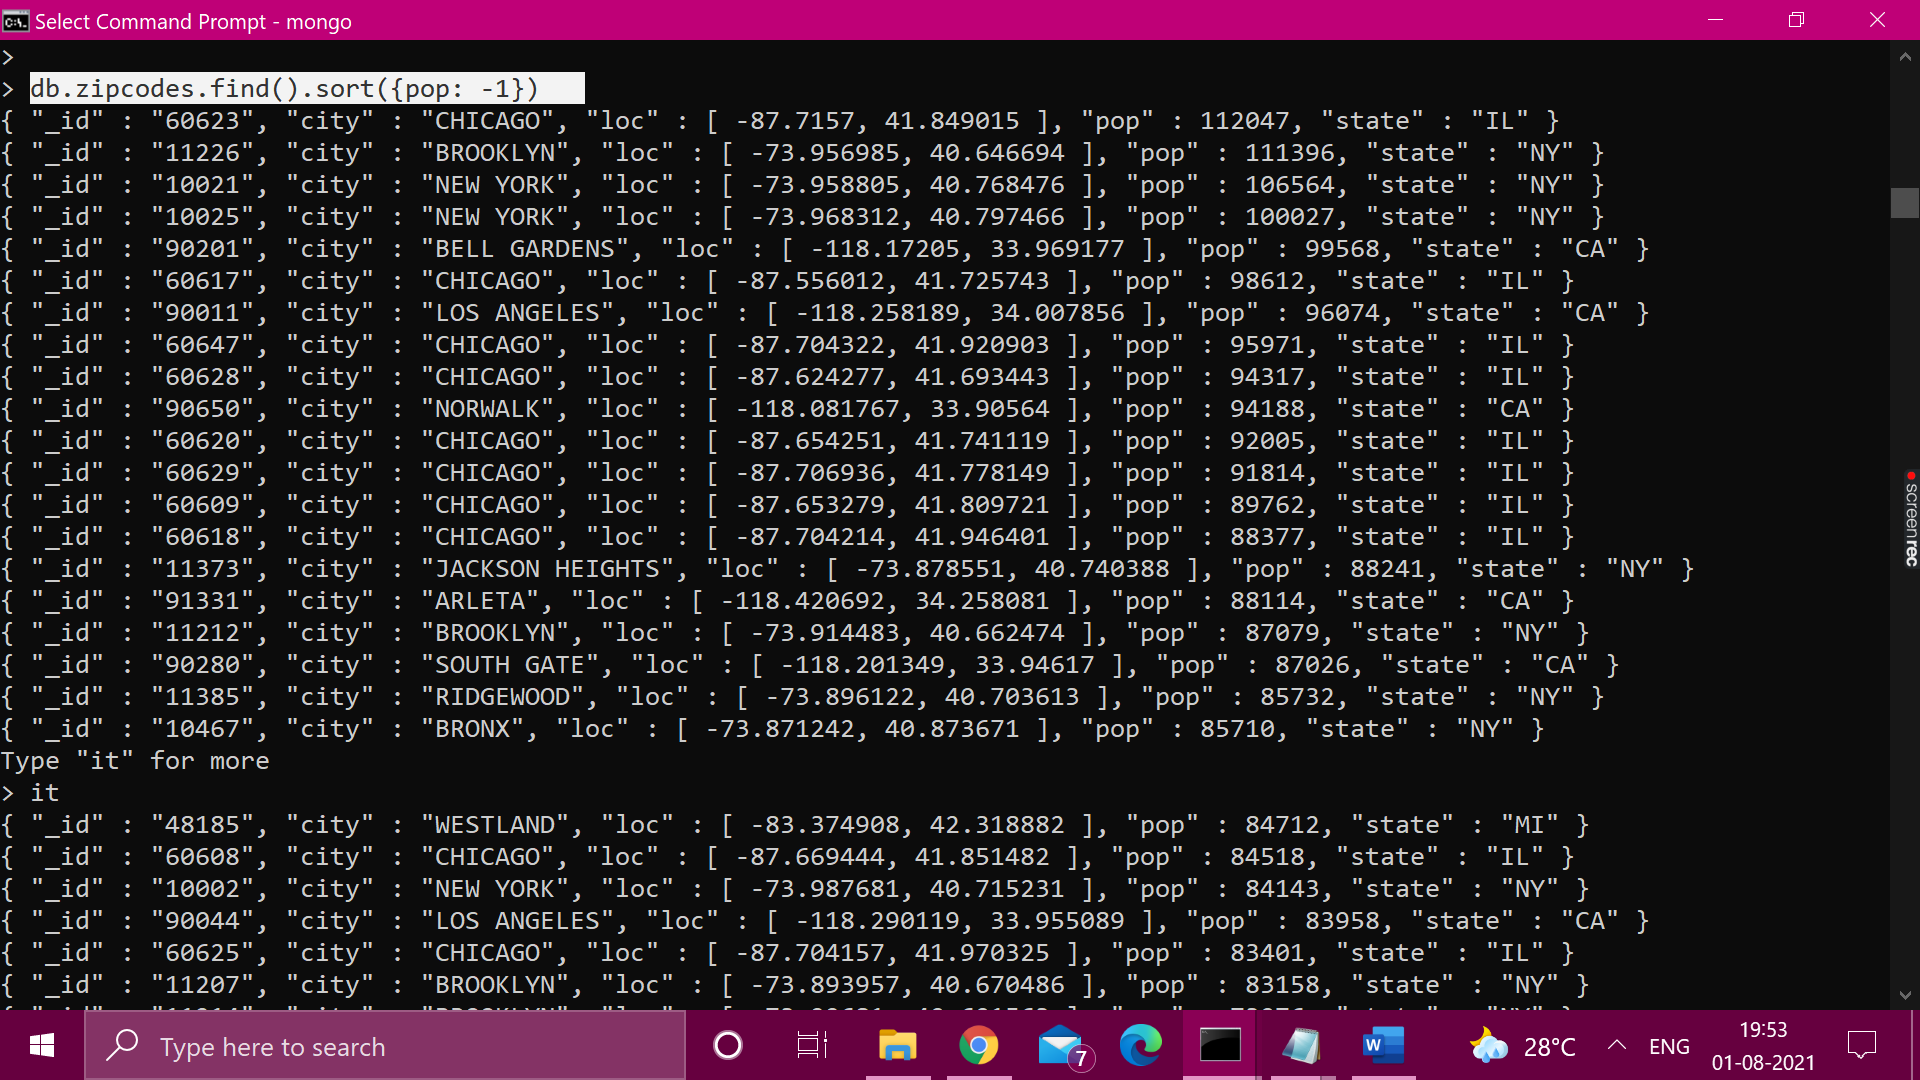 Select Command Prompt - mongo
>
> db.zipcodes.find().sort({pop: -1})
{ "_id" : "60623", "city" : "CHICAGO", "loc" : [ -87.7157, 41.849015 ], "pop" : 112047, "state" : "IL" }
{ "_id" : "11226", "city" : "BROOKLYN", "loc" : [ -73.956985, 40.646694 ], "pop" : 111396, "state" : "NY" }
{ "_id" : "10021", "city" : "NEW YORK", "loc" : [ -73.958805, 40.768476 ], "pop" : 106564, "state" : "NY" }
{ "_id" : "10025", "city" : "NEW YORK", "loc" : [ -73.968312, 40.797466 ], "pop" : 100027, "state" : "NY" }
{ "_id" : "90201", "city" : "BELL GARDENS", "loc" : [ -118.17205, 33.969177 ], "pop" : 99568, "state" : "CA" }
{ "_id" : "60617", "city" : "CHICAGO", "loc" : [ -87.556012, 41.725743 ], "pop" : 98612, "state" : "IL" }
{ "_id" : "90011", "city" : "LOS ANGELES", "loc" : [ -118.258189, 34.007856 ], "pop" : 96074, "state" : "CA" }
{ "_id" : "60647", "city" : "CHICAGO", "loc" : [ -87.704322, 41.920903 ], "pop" : 95971, "state" : "IL" }
{ "_id" : "60628", "city" : "CHICAGO", "loc" : [ -87.624277, 41.693443 ], "pop" : 94317, "state" : "IL" }
{ "_id" : "90650", "city" : "NORWALK", "loc" : [ -118.081767, 33.90564 ], "pop" : 94188, "state" : "CA" }
{ "_id" : "60620", "city" : "CHICAGO", "loc" : [ -87.654251, 41.741119 ], "pop" : 92005, "state" : "IL" }
{ "_id" : "60629", "city" : "CHICAGO", "loc" : [ -87.706936, 41.778149 ], "pop" : 91814, "state" : "IL" }
{ "_id" : "60609", "city" : "CHICAGO", "loc" : [ -87.653279, 41.809721 ], "pop" : 89762, "state" : "IL" }
{ "_id" : "60618", "city" : "CHICAGO", "loc" : [ -87.704214, 41.946401 ], "pop" : 88377, "state" : "IL" }
{ "_id" : "11373", "city" : "JACKSON HEIGHTS", "loc" : [ -73.878551, 40.740388 ], "pop" : 88241, "state" : "NY" }
{ "_id" : "91331", "city" : "ARLETA", "loc" : [ -118.420692, 34.258081 ], "pop" : 88114, "state" : "CA" }
{ "_id" : "11212", "city" : "BROOKLYN", "loc" : [ -73.914483, 40.662474 ], "pop" : 87079, "state" : "NY" }
{ "_id" : "90280", "city" : "SOUTH GATE", "loc" : [ -118.201349, 33.94617 ], "pop" : 87026, "state" : "CA" }
{ "_id" : "11385", "city" : "RIDGEWOOD", "loc" : [ -73.896122, 40.703613 ], "pop" : 85732, "state" : "NY" }
{ "_id" : "10467", "city" : "BRONX", "loc" : [ -73.871242, 40.873671 ], "pop" : 85710, "state" : "NY" }
Type "it" for more
> it
{ "_id" : "48185", "city" : "WESTLAND", "loc" : [ -83.374908, 42.318882 ], "pop" : 84712, "state" : "MI" }
{ "_id" : "60608", "city" : "CHICAGO", "loc" : [ -87.669444, 41.851482 ], "pop" : 84518, "state" : "IL" }
{ "_id" : "10002", "city" : "NEW YORK", "loc" : [ -73.987681, 40.715231 ], "pop" : 84143, "state" : "NY" }
{ "_id" : "90044", "city" : "LOS ANGELES", "loc" : [ -118.290119, 33.955089 ], "pop" : 83958, "state" : "CA" }
{ "_id" : "60625", "city" : "CHICAGO", "loc" : [ -87.704157, 41.970325 ], "pop" : 83401, "state" : "IL" }
{ "_id" : "11207", "city" : "BROOKLYN", "loc" : [ -73.893957, 40.670486 ], "pop" : 83158, "state" : "NY" }
screenrec
Type here to search
7
W
28°C
ENG
19:53
01-08-2021